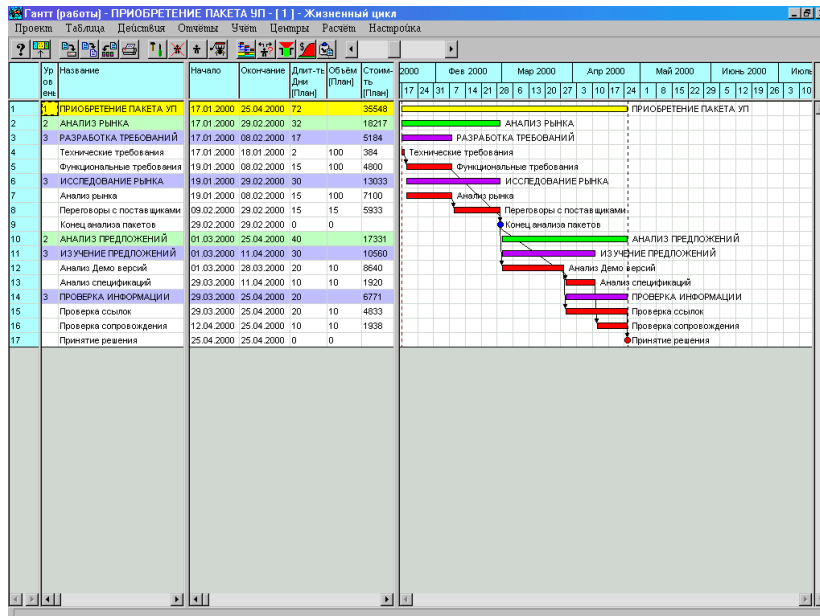 Гантт (работы) - ПРИОБРЕТЕНИЕ ПАКЕТА УП - [ 1 ] - Жизненный цикл
Проект Таблица Действия Отчёты Учёт Центры Расчёт Настройка
Уровень Название Начало Окончание Длит-ть Дни [План] Объём [План] Стоим-ть [План]
2000 Фев 2000 Мар 2000 Апр 2000 Май 2000 Июнь 2000 Июль
17 24 31 7 14 21 28 6 13 20 27 3 10 17 24 1 8 15 22 29 5 12 19 26 3 10
1 1 ПРИОБРЕТЕНИЕ ПАКЕТА УП 17.01.2000 25.04.2000 72 35548 ПРИОБРЕТЕНИЕ ПАКЕТА УП
2 2 АНАЛИЗ РЫНКА 17.01.2000 29.02.2000 32 18217 АНАЛИЗ РЫНКА
3 3 РАЗРАБОТКА ТРЕБОВАНИЙ 17.01.2000 08.02.2000 17 5184 РАЗРАБОТКА ТРЕБОВАНИЙ
4 Технические требования 17.01.2000 18.01.2000 2 100 384 Технические требования
5 Функциональные требования 19.01.2000 08.02.2000 15 100 4800 Функциональные требования
6 3 ИССЛЕДОВАНИЕ РЫНКА 19.01.2000 29.02.2000 30 13033 ИССЛЕДОВАНИЕ РЫНКА
7 Анализ рынка 19.01.2000 08.02.2000 15 100 7100 Анализ рынка
8 Переговоры с поставщиками 09.02.2000 29.02.2000 15 15 5933 Переговоры с поставщиками
9 Конец анализа пакетов 29.02.2000 29.02.2000 0 0 Конец анализа пакетов
10 2 АНАЛИЗ ПРЕДЛОЖЕНИЙ 01.03.2000 25.04.2000 40 17331 АНАЛИЗ ПРЕДЛОЖЕНИЙ
11 3 ИЗУЧЕНИЕ ПРЕДЛОЖЕНИЙ 01.03.2000 11.04.2000 30 10560 ИЗУЧЕНИЕ ПРЕДЛОЖЕНИЙ
12 Анализ Демо версий 01.03.2000 28.03.2000 20 10 8640 Анализ Демо версий
13 Анализ спецификаций 29.03.2000 11.04.2000 10 10 1920 Анализ спецификаций
14 3 ПРОВЕРКА ИНФОРМАЦИИ 29.03.2000 25.04.2000 20 6771 ПРОВЕРКА ИНФОРМАЦИИ
15 Проверка ссылок 29.03.2000 25.04.2000 20 10 4833 Проверка ссылок
16 Проверка сопровождения 12.04.2000 25.04.2000 10 10 1938 Проверка сопровождения
17 Принятие решения 25.04.2000 25.04.2000 0 0 Принятие решения